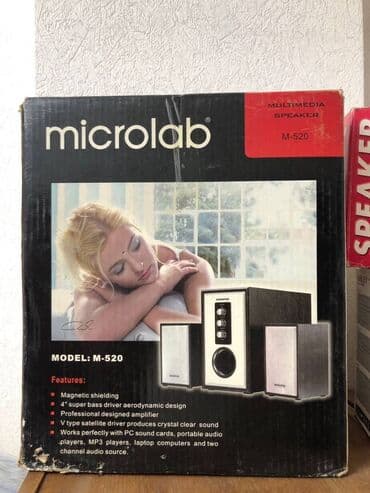 microlab®
MULTIMEDIA
SPEAKER
M-520
SPEAKER
MODEL: M-520
Features:
Magnetic shielding
4" super bass driver aerodynamic design
Professional designed amplifier
V type satellite driver produces crystal clear sound
Works perfectly with PC sound cards, portable audio
players, MP3 players, laptop computers and two
channel audio source.